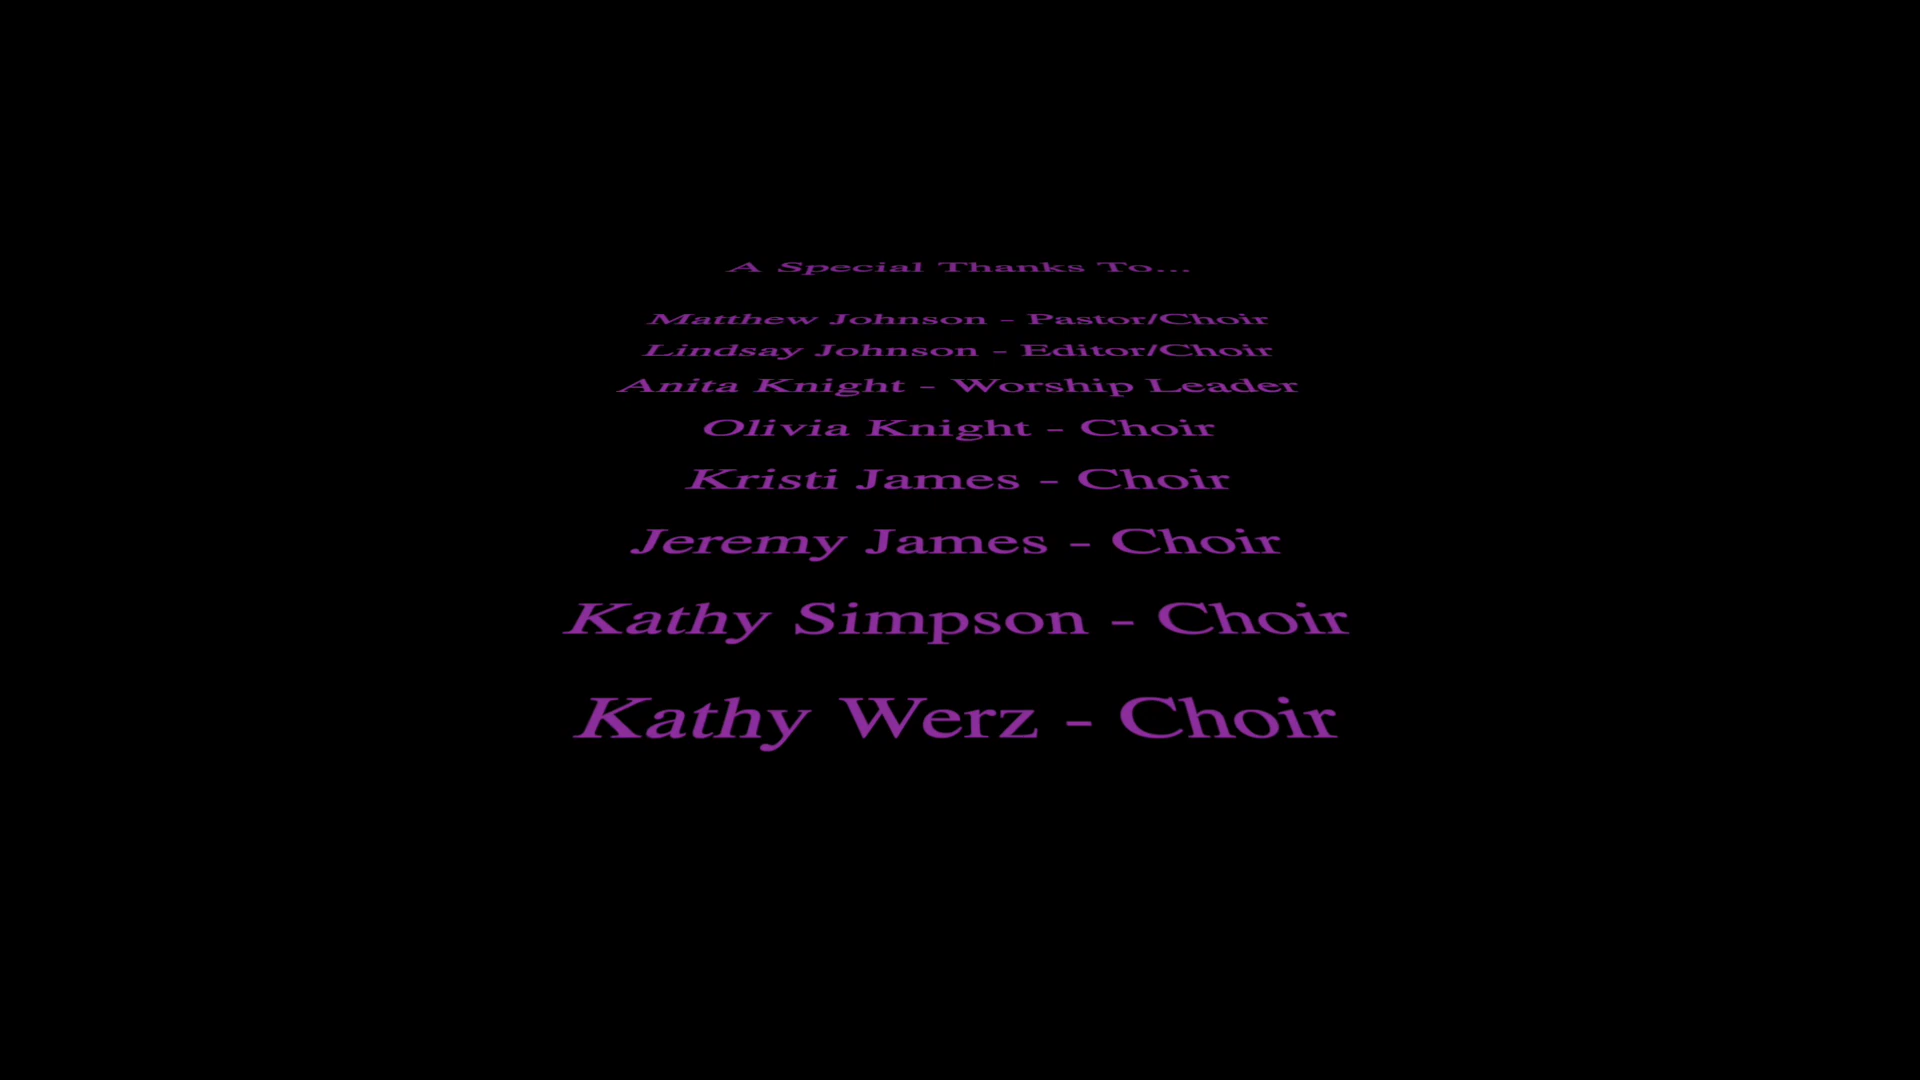 A Special Thanks To...
Matthew Johnson - Pastor/Choir
Lindsay Johnson - Editor/Choir
Anita Knight - Worship Leader
Olivia Knight - Choir
Kristi James - Choir
Jeremy James - Choir
Kathy Simpson - Choir
Kathy Werz - Choir